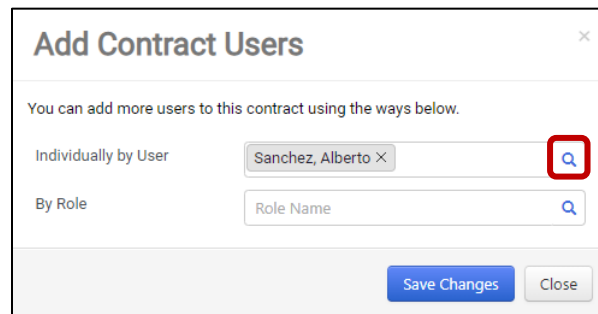 Add Contract Users ×
You can add more users to this contract using the ways below.
Individually by User Sanchez, Alberto ×
By Role Role Name
Save Changes Close